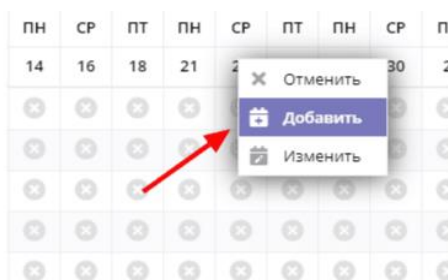 ПН СР ПТ ПН СР ПТ ПН СР
14 16 18 21 30
Отменить
Добавить
Изменить